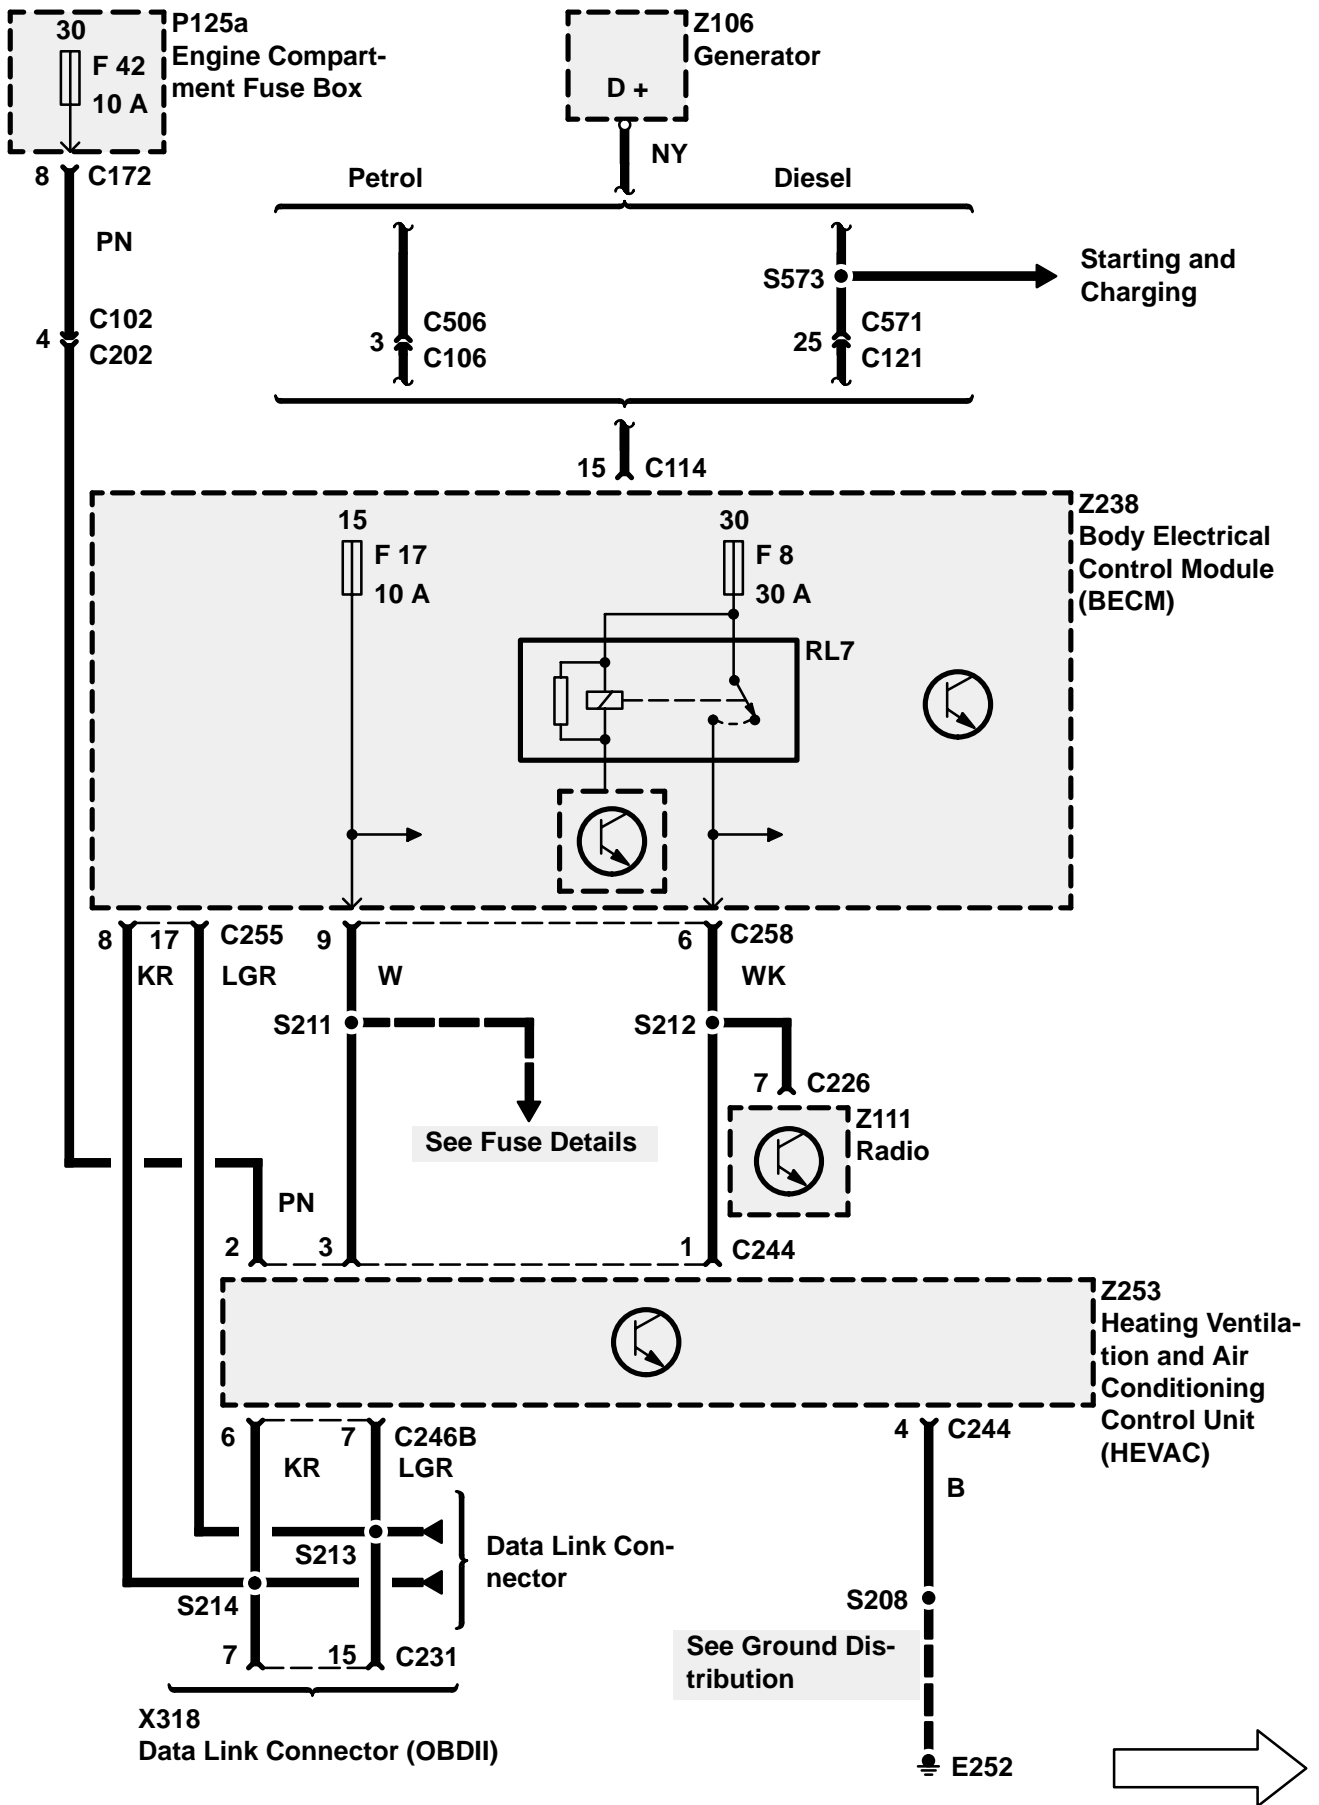 30
F 42
10 A
P125a
Engine Compart-
ment Fuse Box
Z106
Generator
D +
NY
8
C172
Petrol
Diesel
PN
S573
Starting and
Charging
C102
4
C202
C506
3
C106
C571
25
C121
15
C114
Z238
Body Electrical
Control Module
(BECM)
15
F 17
10 A
30
F 8
30 A
RL7
8
17
C255
9
6
C258
KR
LGR
W
WK
S211
S212
7
C226
See Fuse Details
Z111
Radio
PN
2
3
1
C244
Z253
Heating Ventila-
tion and Air
Conditioning
Control Unit
(HEVAC)
6
7
C246B
4
C244
KR
LGR
B
S213
Data Link Con-
nector
S214
S208
7
15
C231
See Ground Dis-
tribution
X318
Data Link Connector (OBDII)
E252